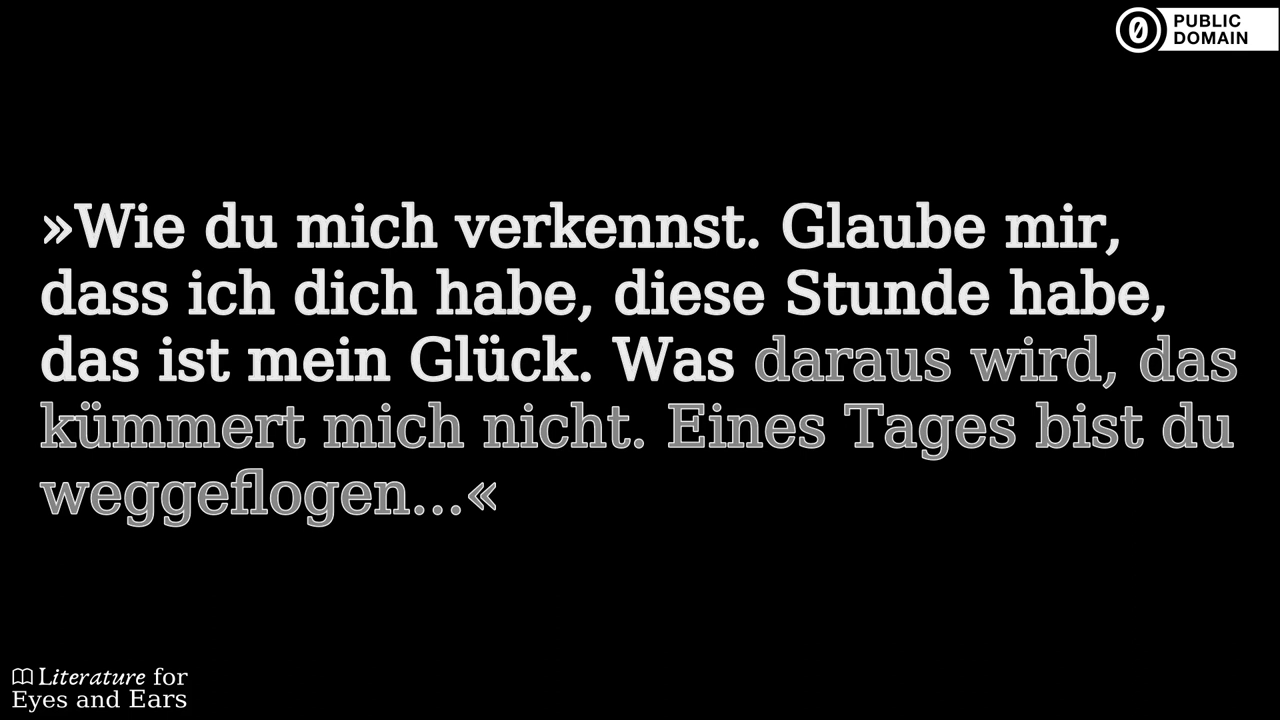 PUBLIC
DOMAIN
»Wie du mich verkennst. Glaube mir,
dass ich dich habe, diese Stunde habe,
das ist mein Glück. Was daraus wird, das
kümmert mich nicht. Eines Tages bist du
weggeflogen...«
Literature for
Eyes and Ears